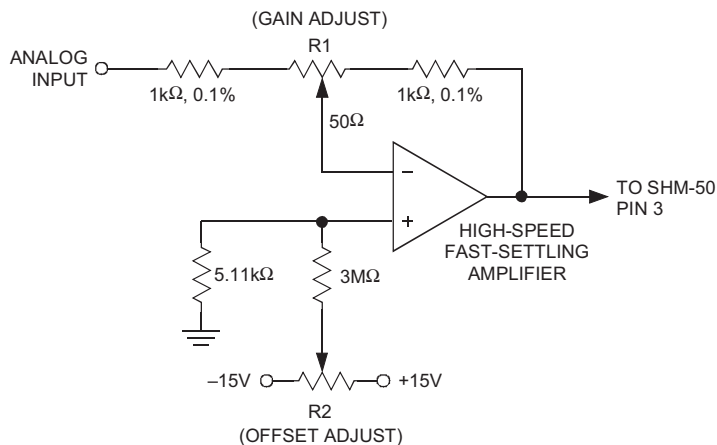 (GAIN ADJUST)
R1
ANALOG
INPUT
1kΩ, 0.1%
1kΩ, 0.1%
50Ω
–
+
TO SHM-50
PIN 3
HIGH-SPEED
FAST-SETTLING
AMPLIFIER
5.11kΩ
3MΩ
–15V
+15V
R2
(OFFSET ADJUST)